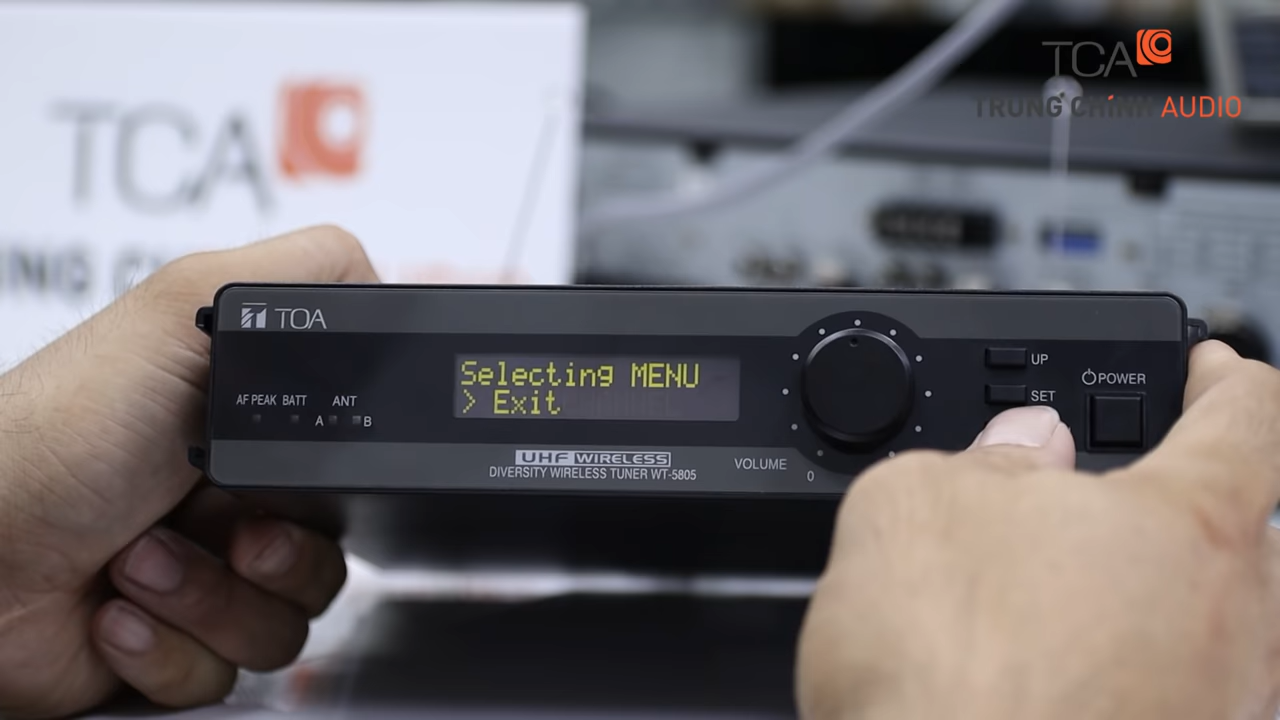 TCA
TRUNG CHÍNH AUDIO
TCA
TOA
Selecting MENU
> Exit
UP
SET
POWER
AF PEAK BATT ANT
A B
UHF WIRELESS
DIVERSITY WIRELESS TUNER WT-5805
VOLUME
0